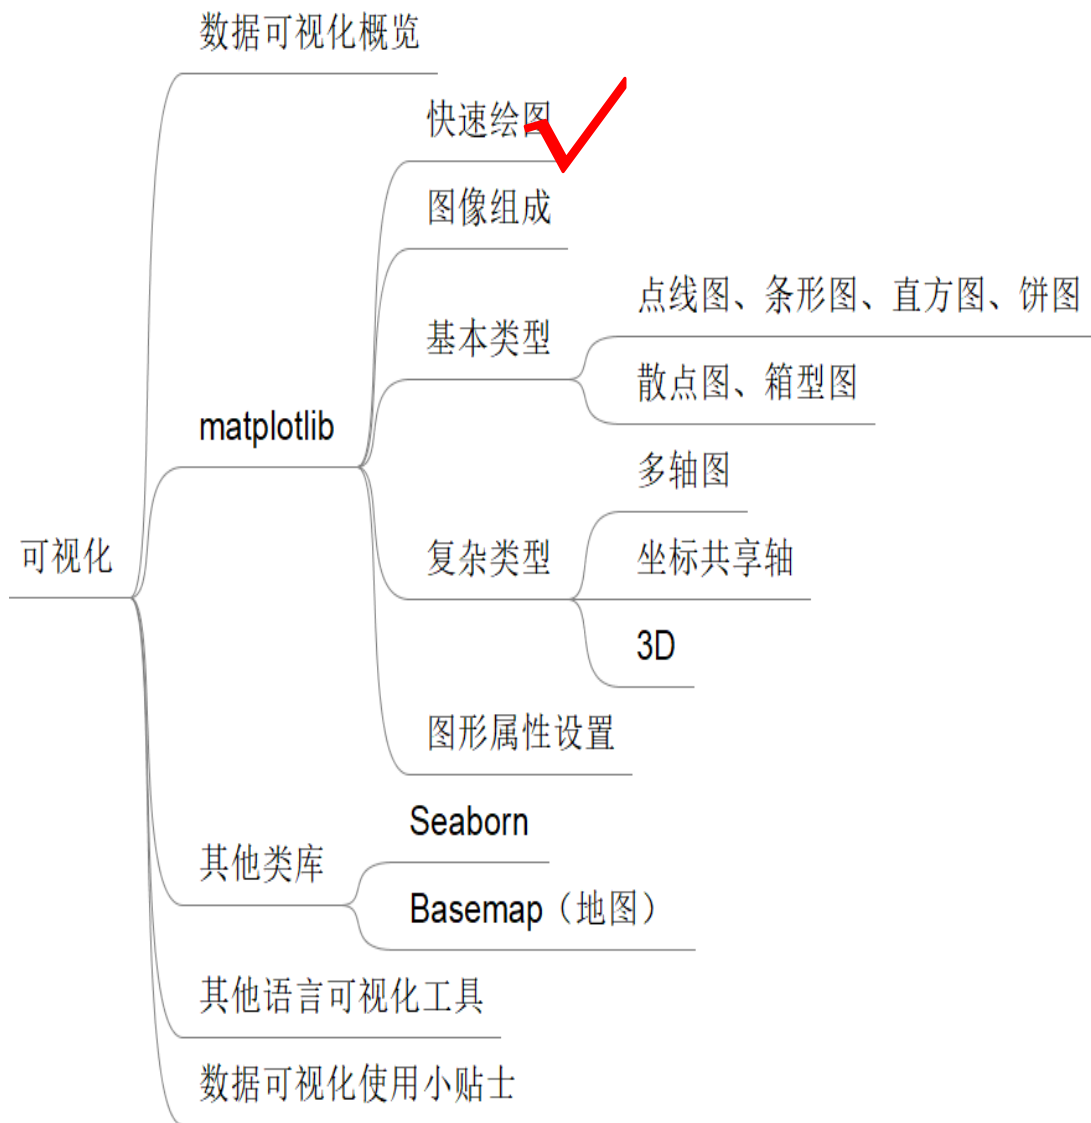 数据可视化概览
快速绘图
图像组成
点线图、条形图、直方图、饼图
基本类型
散点图、箱型图
matplotlib
多轴图
可视化
复杂类型
坐标共享轴
3D
图形属性设置
Seaborn
其他类库
Basemap（地图）
其他语言可视化工具
数据可视化使用小贴士